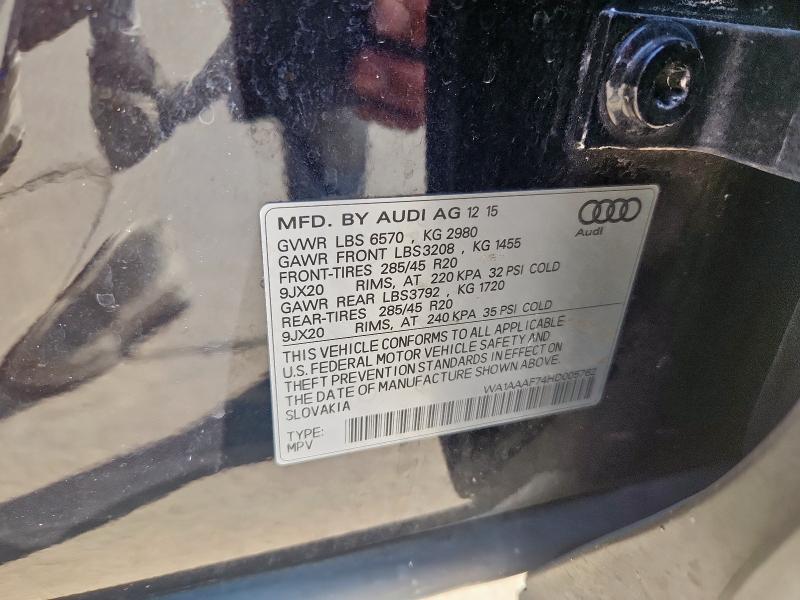 MFD. BY AUDI AG 12 15
Audi
GVWR LBS 6570 , KG 2980
GAWR FRONT LBS3208 , KG 1455
FRONT-TIRES 285/45 R20
9JX20 RIMS, AT 220 KPA 32 PSI COLD
GAWR REAR LBS3792 , KG 1720
REAR-TIRES 285/45 R20
9JX20 RIMS, AT 240 KPA 35 PSI COLD
THIS VEHICLE CONFORMS TO ALL APPLICABLE
U.S. FEDERAL MOTOR VEHICLE SAFETY AND
THEFT PREVENTION STANDARDS IN EFFECT ON
THE DATE OF MANUFACTURE SHOWN ABOVE.
SLOVAKIA WA1AAAF74HD005762
TYPE:
MPV